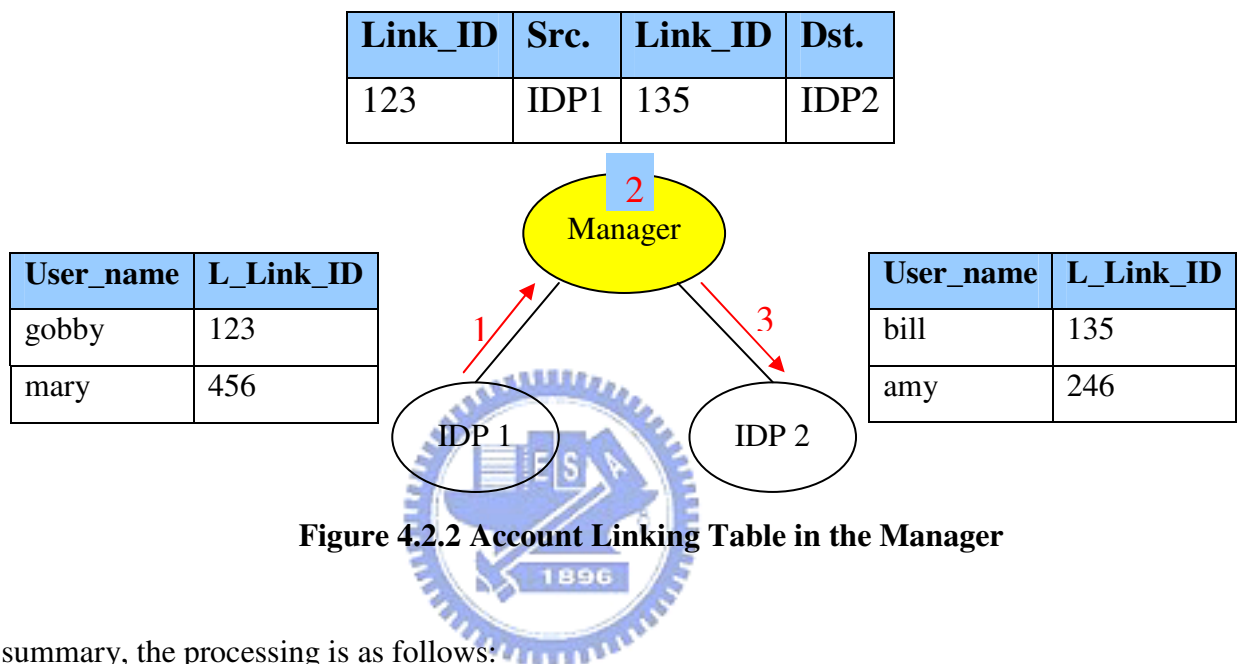 Link_ID Src. Link_ID Dst.
123 IDP1 135 IDP2
2
Manager
User_name L_Link_ID
gobby 123
mary 456
User_name L_Link_ID
bill 135
amy 246
1
3
IDP 1
IDP 2
E S A
Figure 4.2.2 Account Linking Table in the Manager
1896
summary, the processing is as follows: